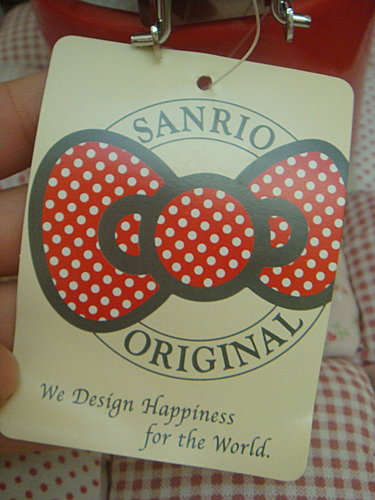 SANRIO
ORIGINAL
We Design Happiness
for the World.